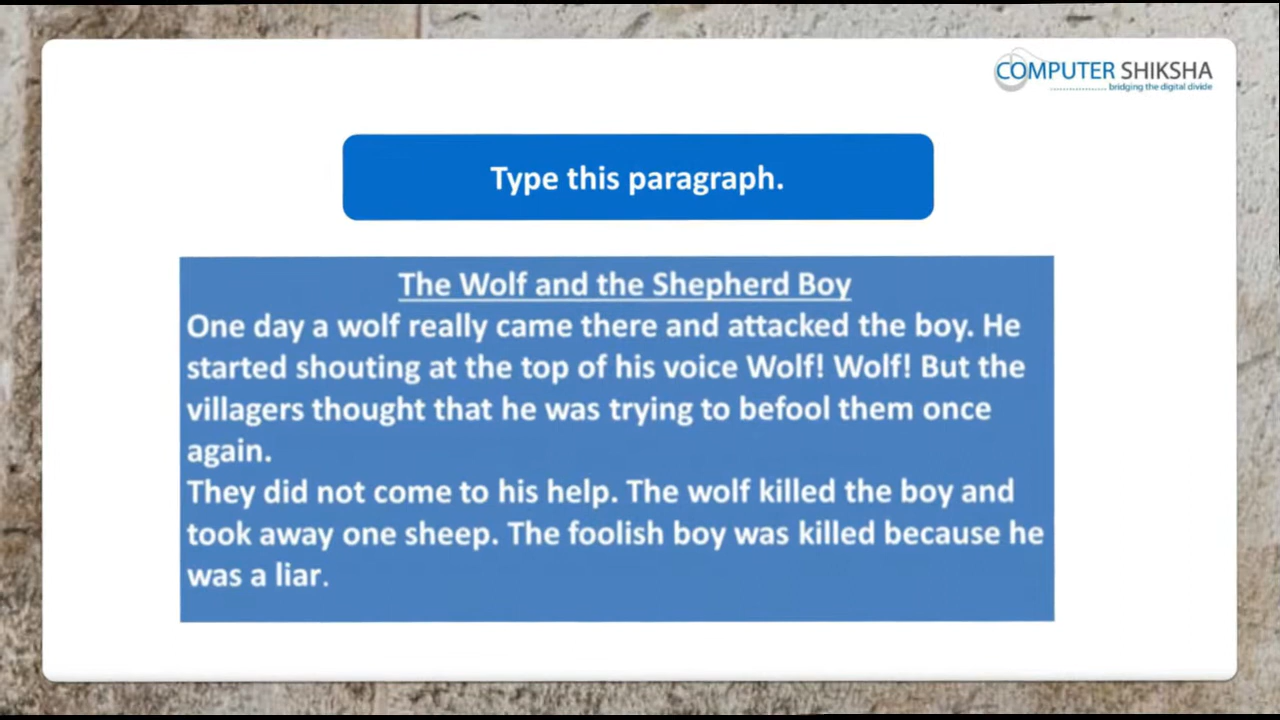 COMPUTER SHIKSHA
bridging the digital divide
Type this paragraph.
The Wolf and the Shepherd Boy
One day a wolf really came there and attacked the boy. He
started shouting at the top of his voice Wolf! Wolf! But the
villagers thought that he was trying to befool them once
again.
They did not come to his help. The wolf killed the boy and
took away one sheep. The foolish boy was killed because he
was a liar.